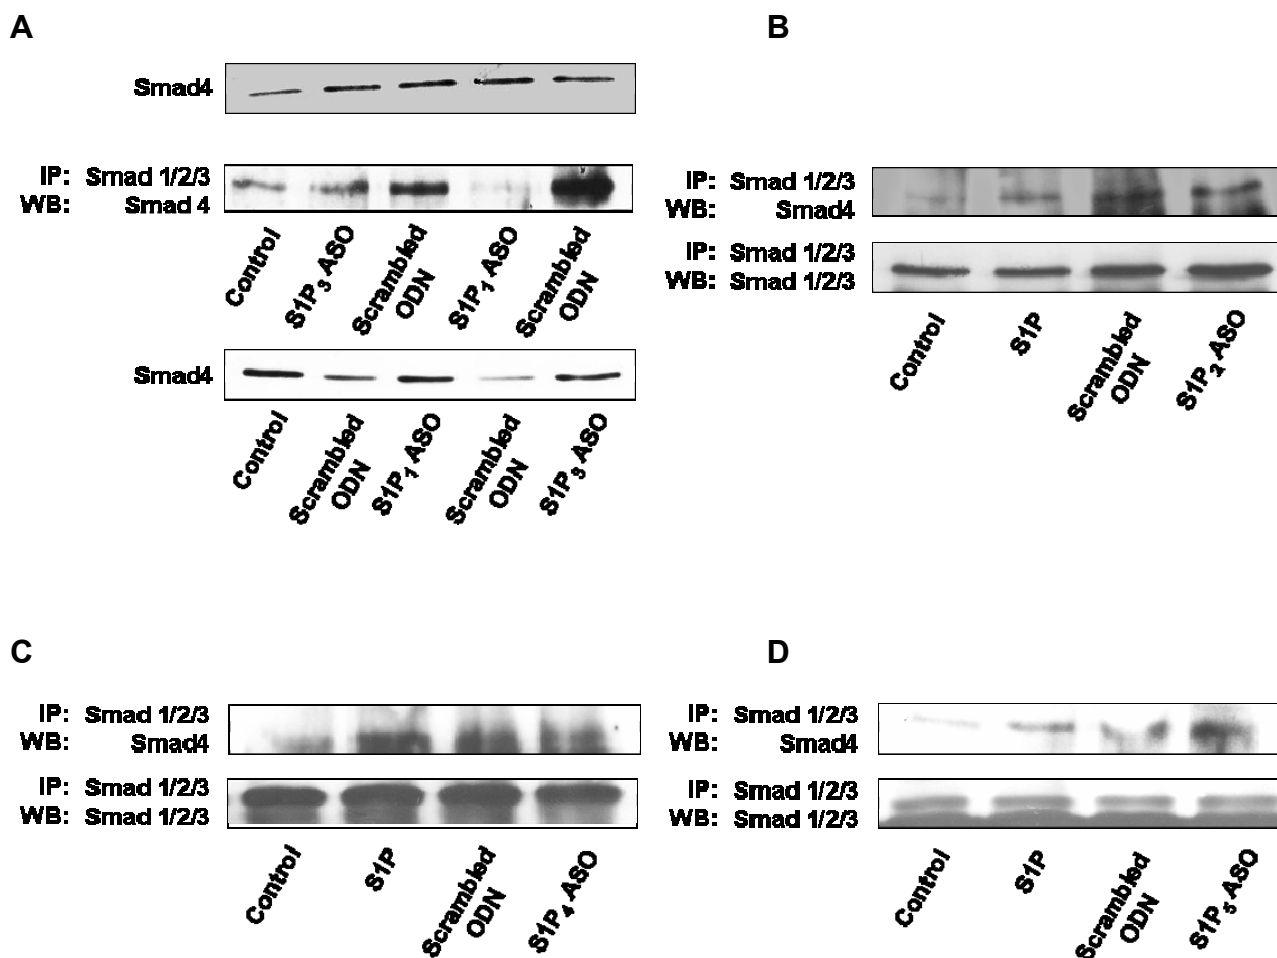 A
B
Smad4
IP: Smad 1/2/3
WB: Smad 4
Control
S1P3 ASO
Scrambled
ODN
S1P1 ASO
Scrambled
ODN
Smad4
Control
Scrambled
ODN
S1P1 ASO
Scrambled
ODN
S1P3 ASO
IP: Smad 1/2/3
WB: Smad4
IP: Smad 1/2/3
WB: Smad 1/2/3
Control
S1P
Scrambled
ODN
S1P2 ASO
C
D
IP: Smad 1/2/3
WB: Smad4
IP: Smad 1/2/3
WB: Smad 1/2/3
Control
S1P
Scrambled
ODN
S1P4 ASO
IP: Smad 1/2/3
WB: Smad4
IP: Smad 1/2/3
WB: Smad 1/2/3
Control
S1P
Scrambled
ODN
S1P5 ASO